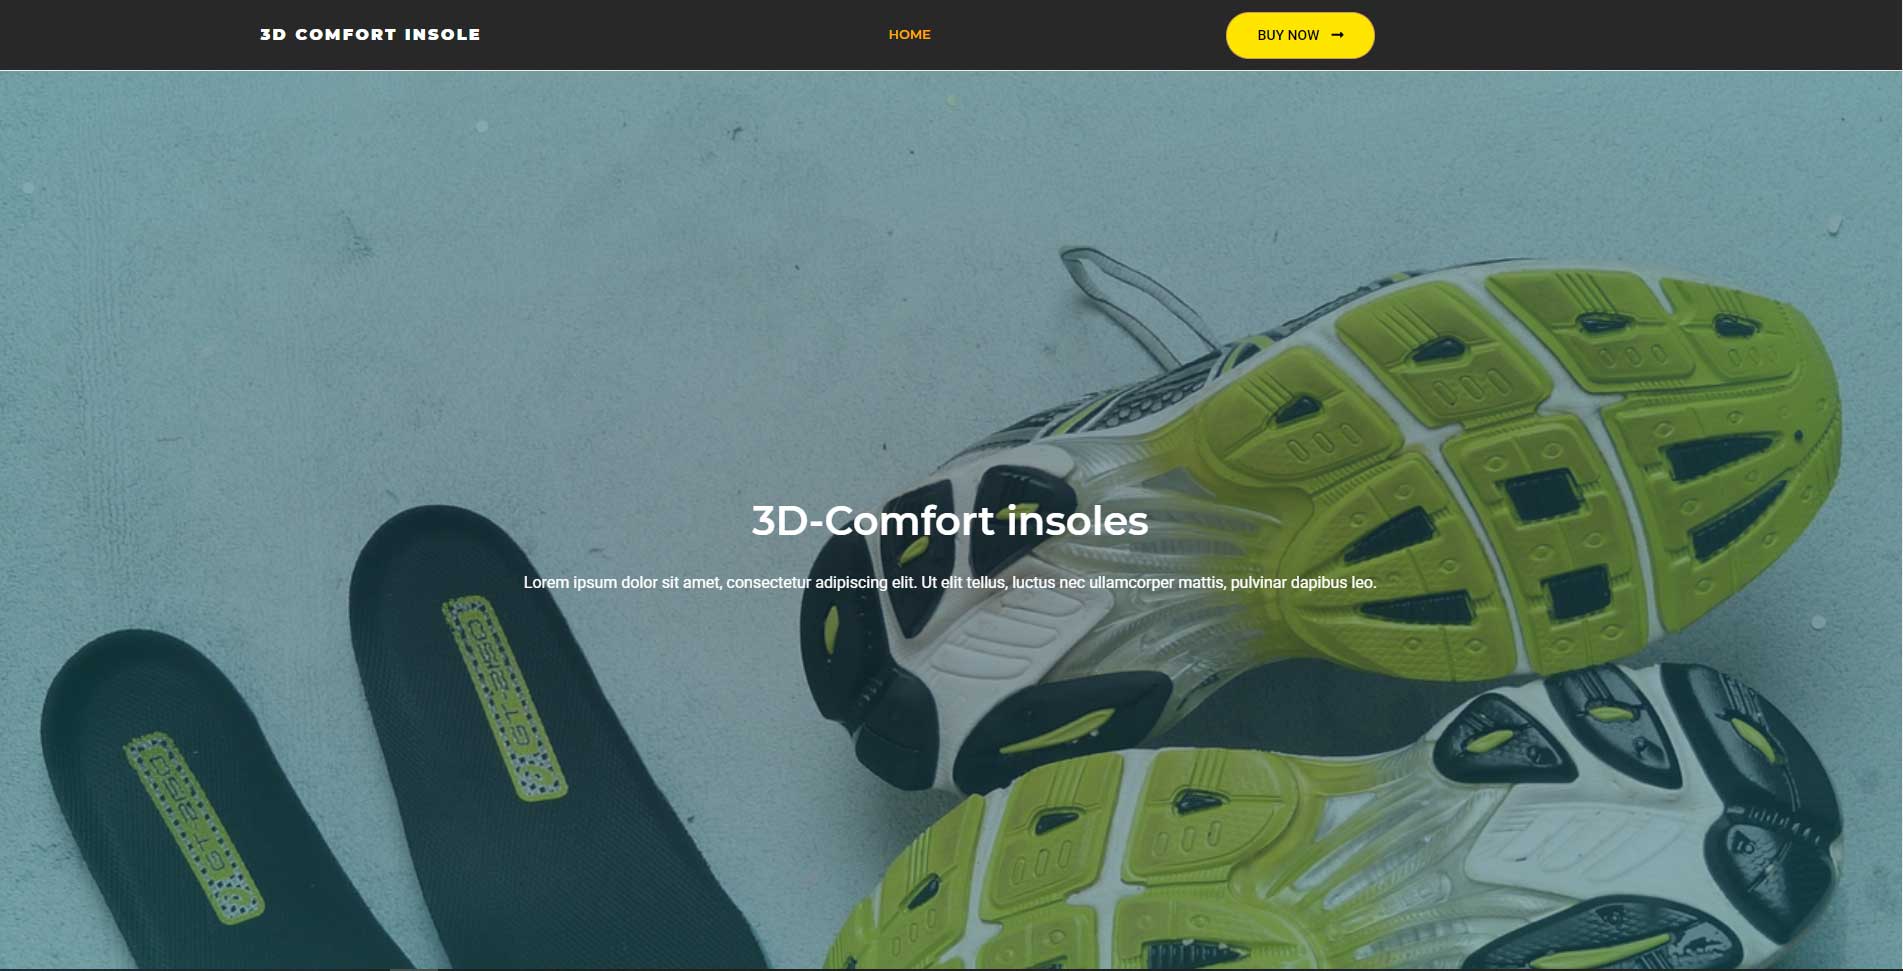 3D COMFORT INSOLE
HOME
BUY NOW
3D-Comfort insoles
Lorem ipsum dolor sit amet, consectetur adipiscing elit. Ut elit tellus, luctus nec ullamcorper mattis, pulvinar dapibus leo.